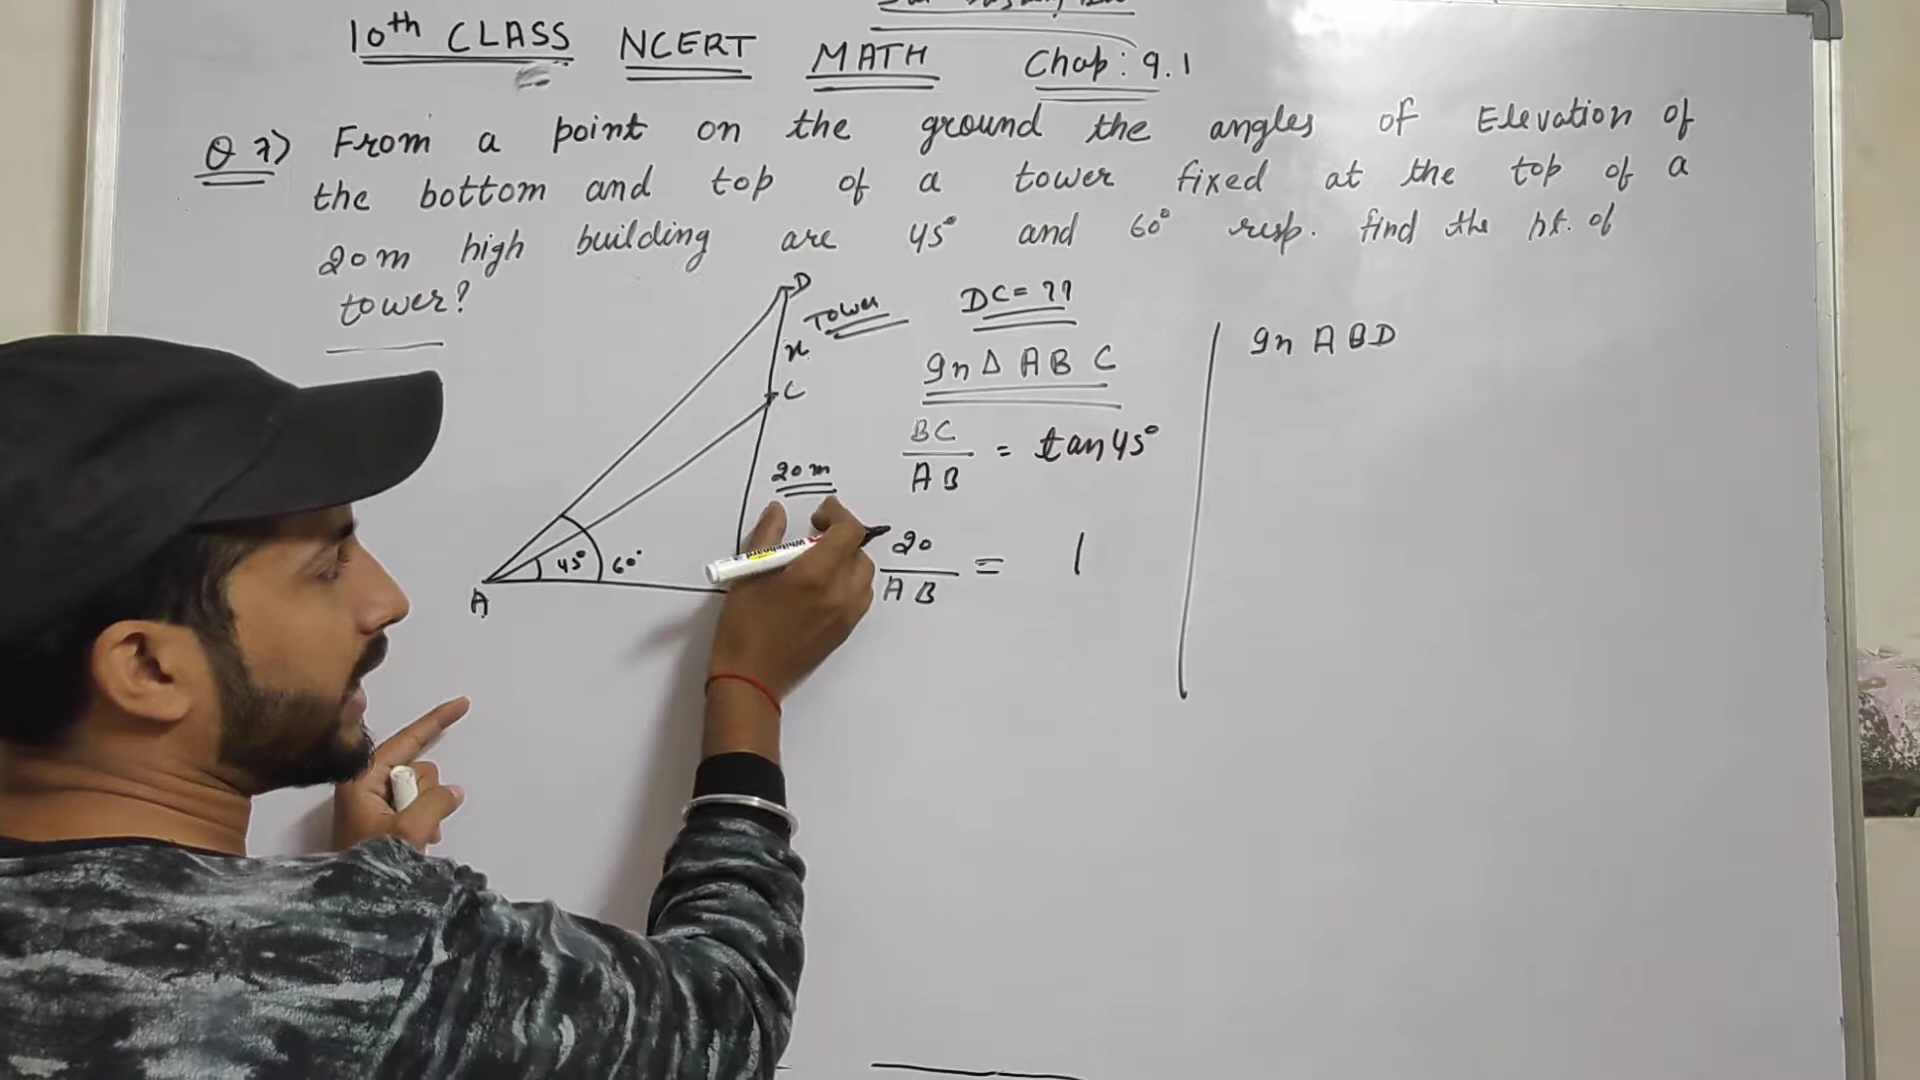 10th CLASS NCERT MATH Chap: 9.1
Q 7) From a point on the ground the angles of Elevation of
the bottom and top of a tower fixed at the top of a
20m high building are 45° and 60° resp. find the ht. of
tower?
D
Tower
x
C
20m
45° 60°
A
DC = ??
In Δ ABC
BC/AB = tan45°
20/AB = 1
In ABD
Whiteboard